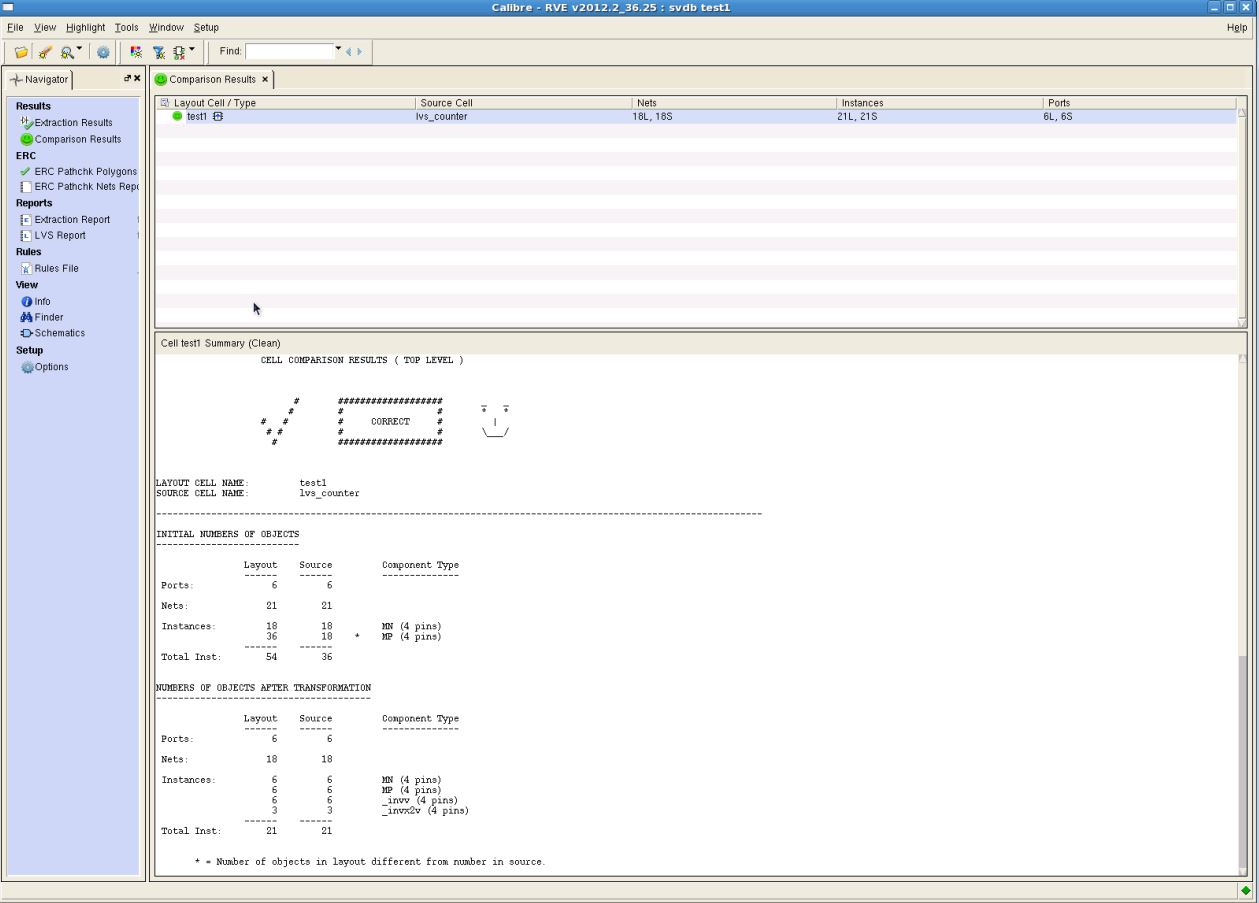 Calibre - RVE v2012.2_36.25 : svdb test1
File View Highlight Tools Window Setup Help
Find:
Navigator
Comparison Results
Results
Extraction Results
Comparison Results
ERC
ERC Pathchk Polygons
ERC Pathchk Nets Repo
Reports
Extraction Report
LVS Report
Rules
Rules File
View
Info
Finder
Schematics
Setup
Options
Layout Cell / Type Source Cell Nets Instances Ports
test1 lvs_counter 18L, 18S 21L, 21S 6L, 6S
Cell test1 Summary (Clean)
CELL COMPARISON RESULTS ( TOP LEVEL )
# ################### _ _
# # # * *
# # # CORRECT # |
# # # # \___/
# ###################
LAYOUT CELL NAME: test1
SOURCE CELL NAME: lvs_counter
--------------------------------------------------------------------------------------------------------------
INITIAL NUMBERS OF OBJECTS
--------------------------
Layout Source Component Type
------ ------ --------------
Ports: 6 6
Nets: 21 21
Instances: 18 18 MN (4 pins)
36 18 * MP (4 pins)
------ ------
Total Inst: 54 36
NUMBERS OF OBJECTS AFTER TRANSFORMATION
---------------------------------------
Layout Source Component Type
------ ------ --------------
Ports: 6 6
Nets: 18 18
Instances: 6 6 MN (4 pins)
6 6 MP (4 pins)
6 6 _invv (4 pins)
3 3 _invx2v (4 pins)
------ ------
Total Inst: 21 21
* = Number of objects in layout different from number in source.